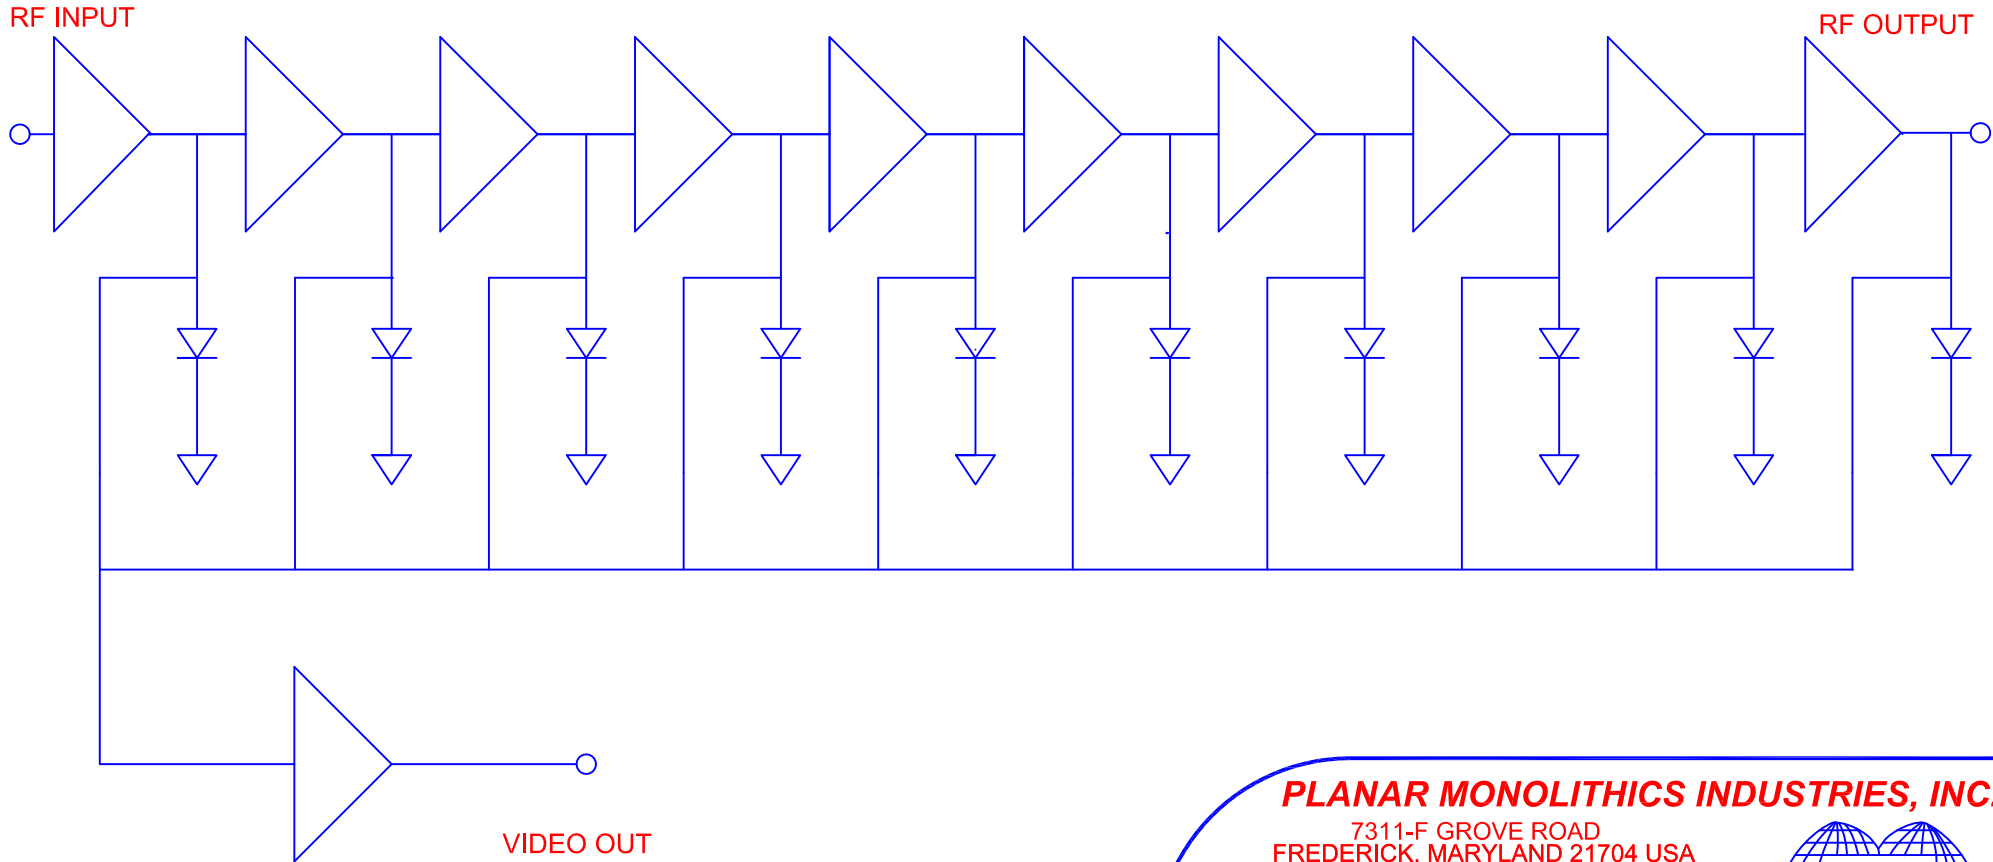 RF INPUT
RF OUTPUT
VIDEO OUT
PLANAR MONOLITHICS INDUSTRIES, INC.
7311-F GROVE ROAD
FREDERICK, MARYLAND 21704 USA